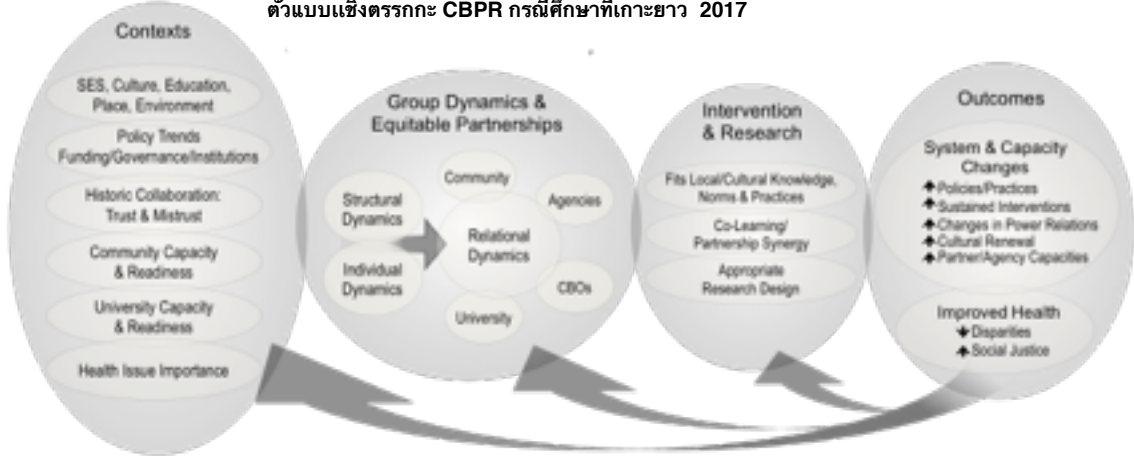 ตัวแบบเชิงตรรกกะ CBPR กรณีศึกษาที่เกาะยาว 2017
Contexts
SES, Culture, Education,
Place, Environment
Policy Trends
Funding/Governance/Institutions
Historic Collaboration:
Trust & Mistrust
Community Capacity
& Readiness
University Capacity
& Readiness
Health Issue Importance
Group Dynamics &
Equitable Partnerships
Structural
Dynamics
Individual
Dynamics
Community
Relational
Dynamics
University
Agencies
CBOs
Intervention
& Research
Fits Local/Cultural Knowledge,
Norms & Practices
Co-Learning/
Partnership Synergy
Appropriate
Research Design
Outcomes
System & Capacity
Changes
Policies/Practices
Sustained Interventions
Changes in Power Relations
Cultural Renewal
Partner/Agency Capacities
Improved Health
Disparities
Social Justice